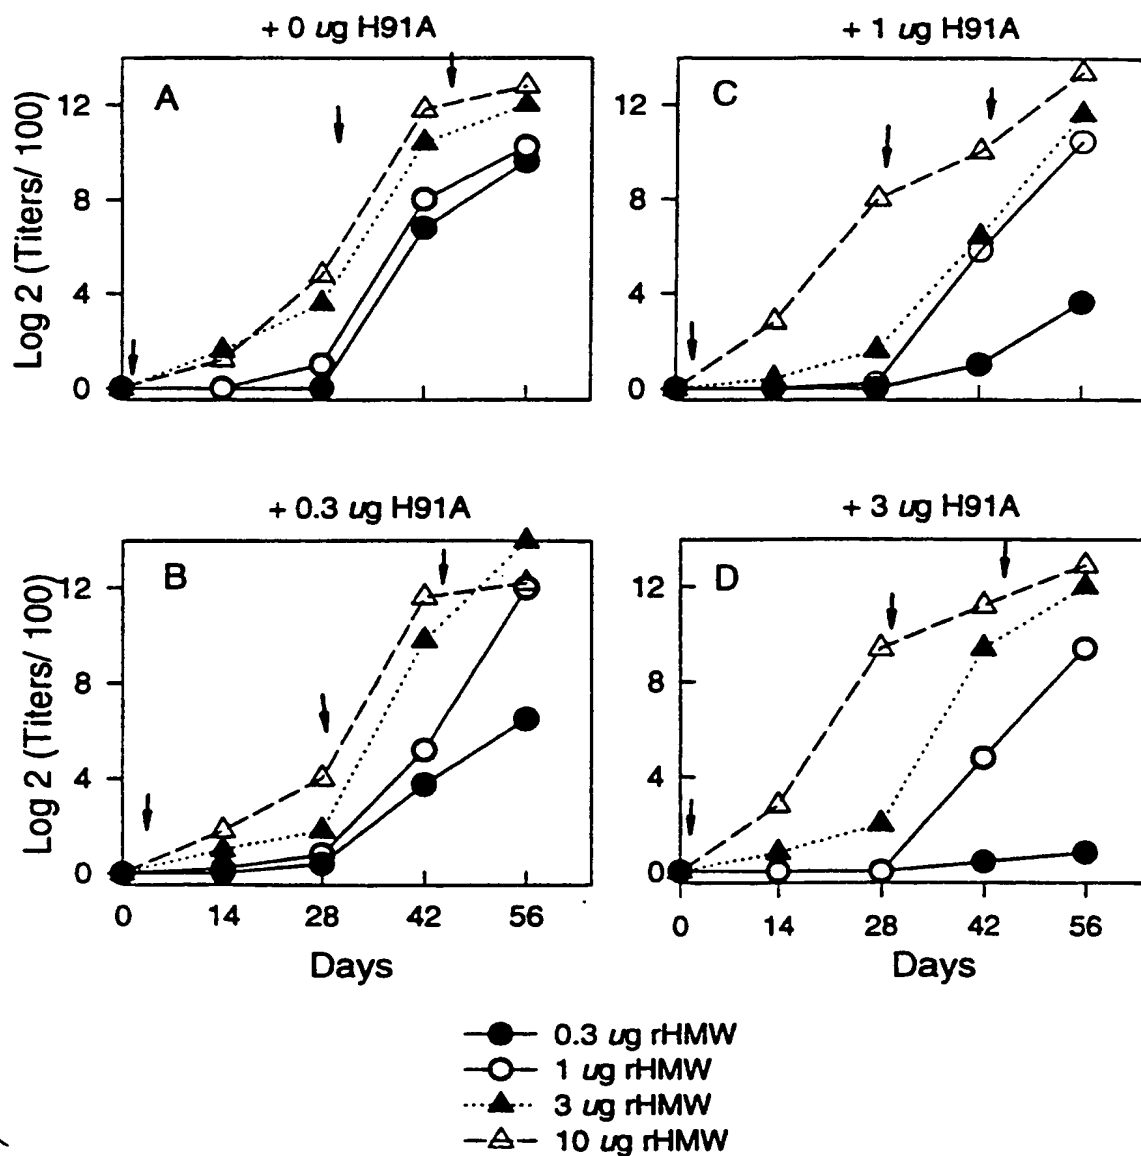 + 0 ug H91A
+ 1 ug H91A
A
C
Log 2 (Titers/ 100)
12
8
4
0
12
8
4
0
+ 0.3 ug H91A
+ 3 ug H91A
B
D
Log 2 (Titers/ 100)
12
8
4
0
12
8
4
0
0 14 28 42 56
0 14 28 42 56
Days
Days
0.3 ug rHMW
1 ug rHMW
3 ug rHMW
10 ug rHMW